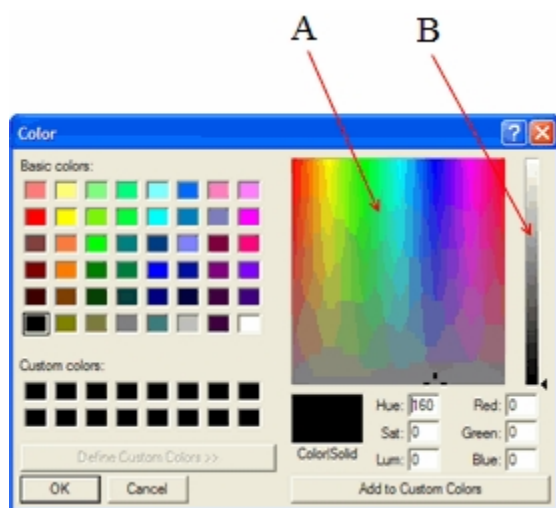 A B
Color
Basic colors:
Custom colors:
Define Custom Colors >>
OK Cancel
Color|Solid
Hue: 160 Red: 0
Sat: 0 Green: 0
Lum: 0 Blue: 0
Add to Custom Colors